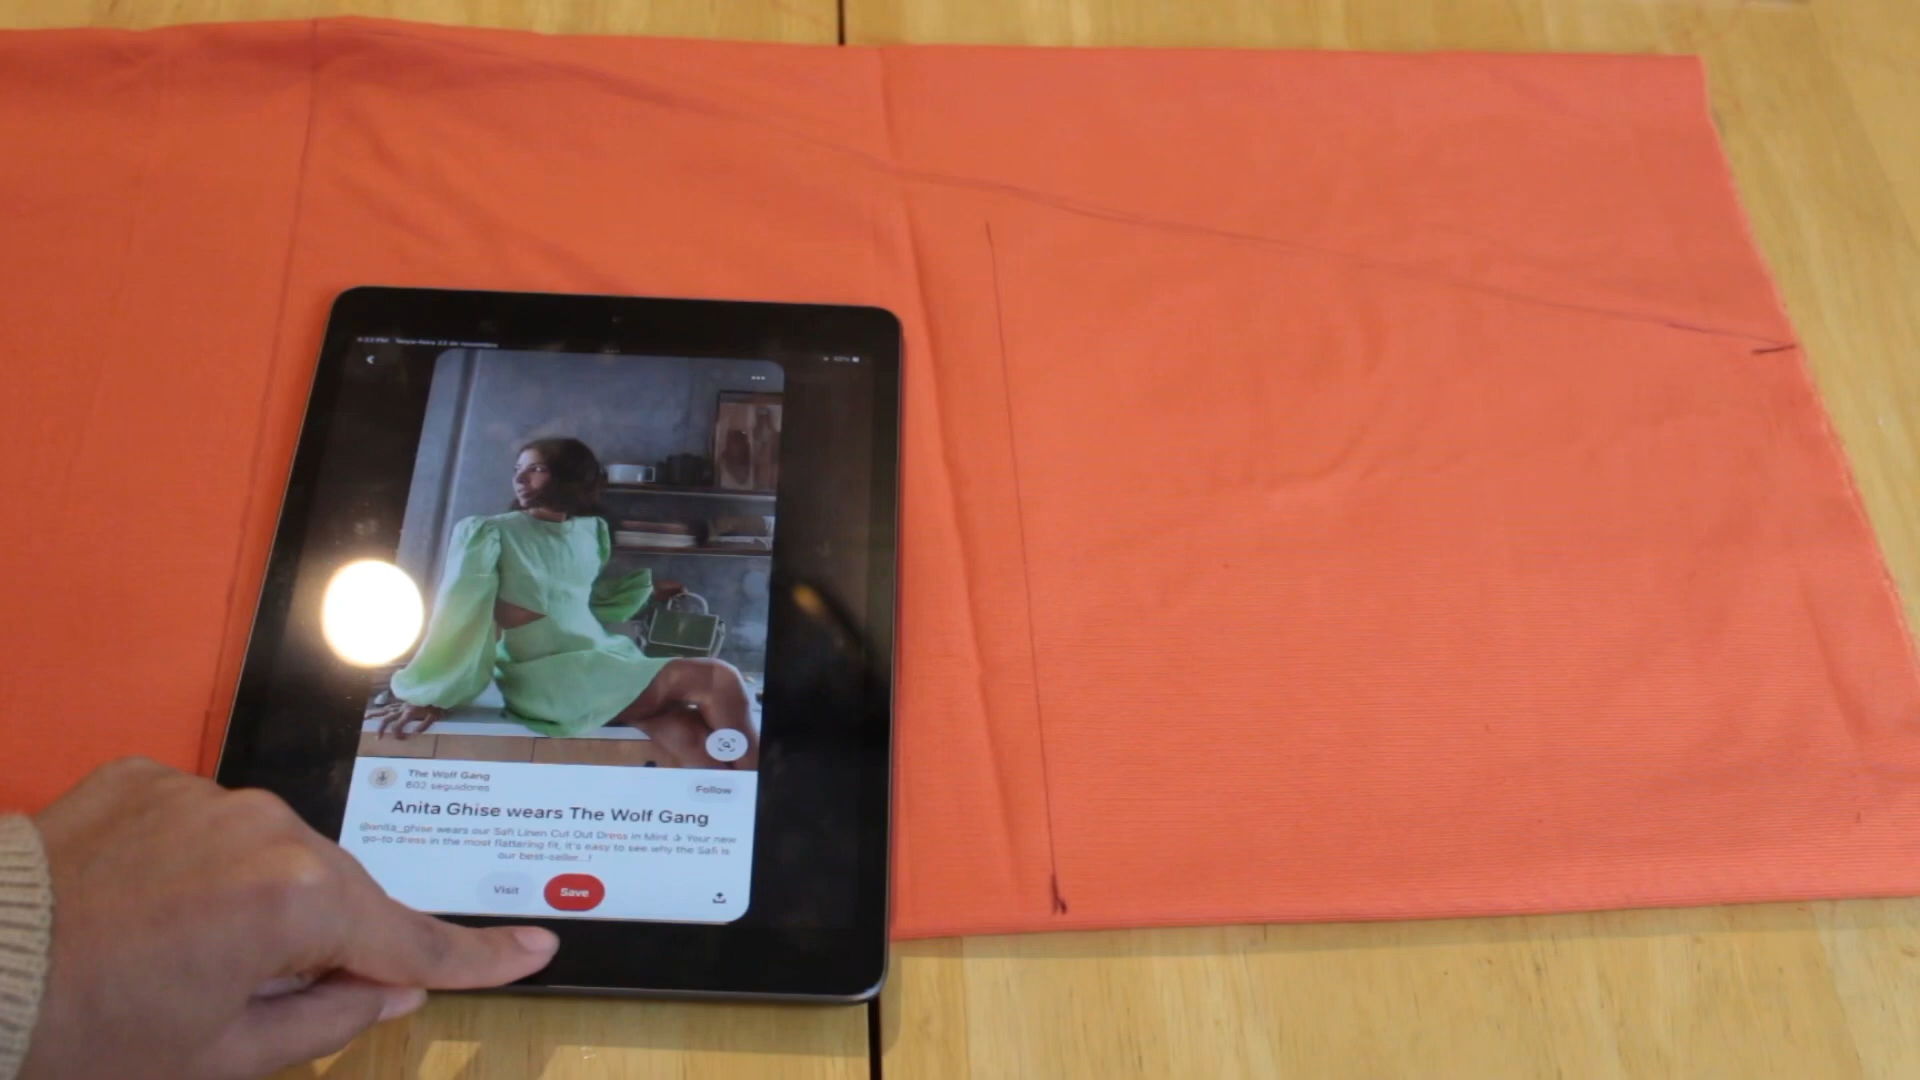 The Wolf Gang
602 seguidores
Follow
Anita Ghise wears The Wolf Gang
@anita_ghise wears our Safi Linen Cut Out Dress in Mint ✨ Your new
go-to dress in the most flattering fit, it's easy to see why the Safi is
our best-seller...!
Visit
Save